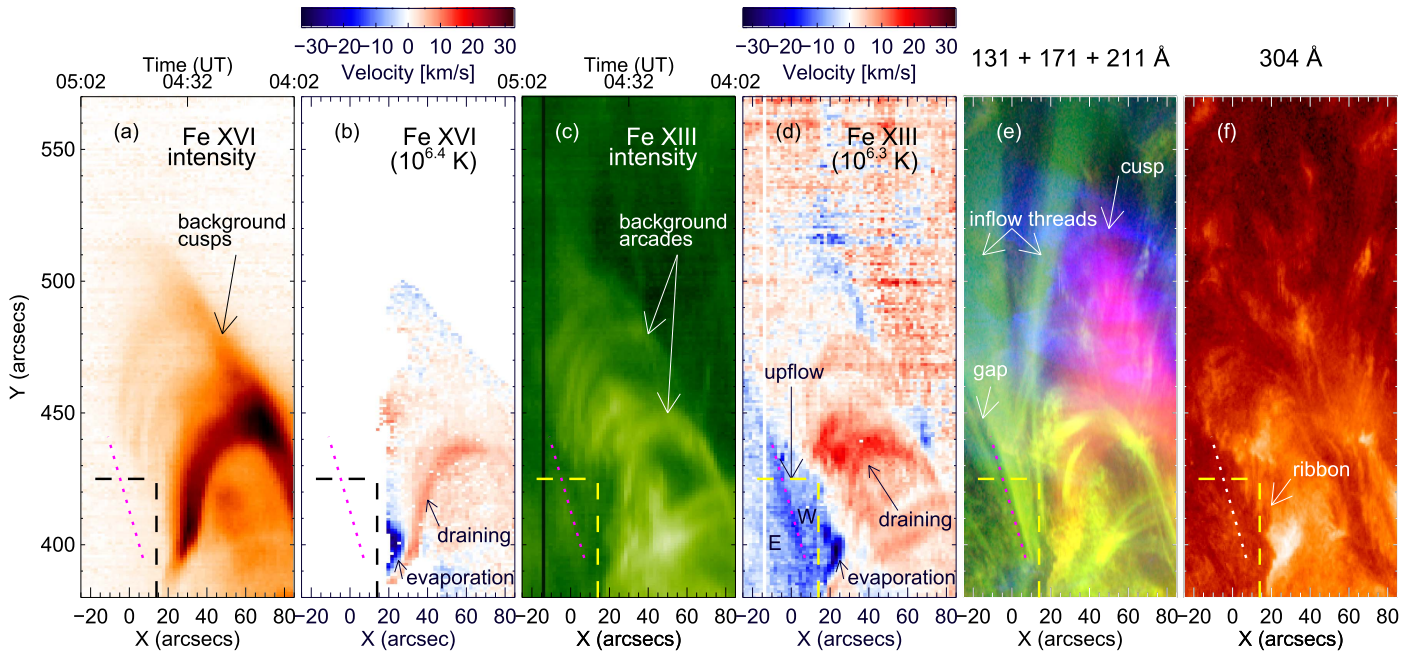 −30 −20 −10 0 10 20 30
Velocity [km/s]
−30 −20 −10 0 10 20 30
Velocity [km/s]
Time (UT)
05:02 04:32 04:02
Time (UT)
05:02 04:32 04:02
131 + 171 + 211 Å
304 Å
(a) Fe XVI
intensity
background
cusps
(b) Fe XVI
(10^6.4 K)
draining
evaporation
(c) Fe XIII
intensity
background
arcades
(d) Fe XIII
(10^6.3 K)
upflow
W
E
draining
evaporation
(e)
cusp
inflow threads
gap
(f)
ribbon
Y (arcsecs)
550
500
450
400
−20 0 20 40 60 80
X (arcsecs)
−20 0 20 40 60 80
X (arcsec)
−20 0 20 40 60 80
X (arcsecs)
−20 0 20 40 60 80
X (arcsecs)
−20 0 20 40 60 80
X (arcsecs)
−20 0 20 40 60 80
X (arcsecs)